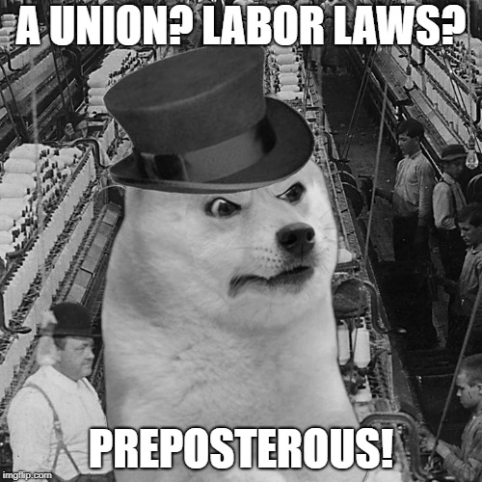 A UNION? LABOR LAWS?
PREPOSTEROUS!
imgflip.com